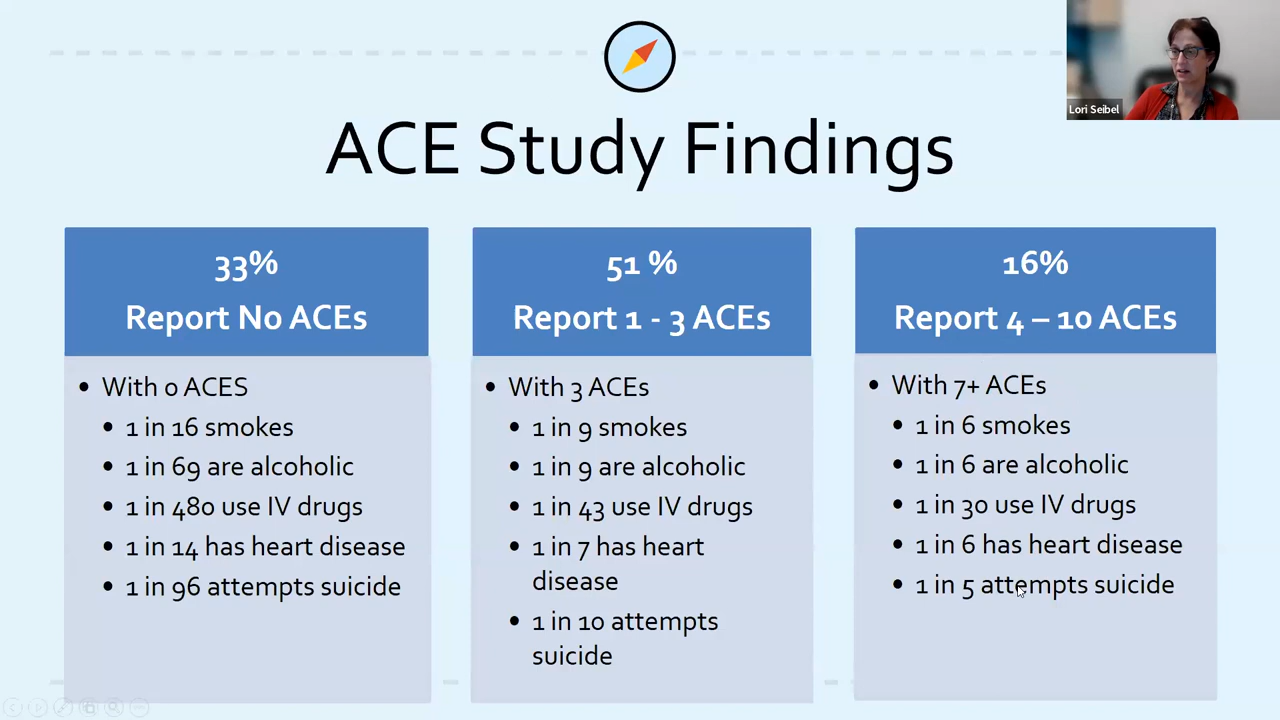 Lori Seibel
ACE Study Findings
33%
Report No ACEs
• With 0 ACES
• 1 in 16 smokes
• 1 in 69 are alcoholic
• 1 in 480 use IV drugs
• 1 in 14 has heart disease
• 1 in 96 attempts suicide
51 %
Report 1 - 3 ACEs
• With 3 ACEs
• 1 in 9 smokes
• 1 in 9 are alcoholic
• 1 in 43 use IV drugs
• 1 in 7 has heart
disease
• 1 in 10 attempts
suicide
16%
Report 4 – 10 ACEs
• With 7+ ACEs
• 1 in 6 smokes
• 1 in 6 are alcoholic
• 1 in 30 use IV drugs
• 1 in 6 has heart disease
• 1 in 5 attempts suicide